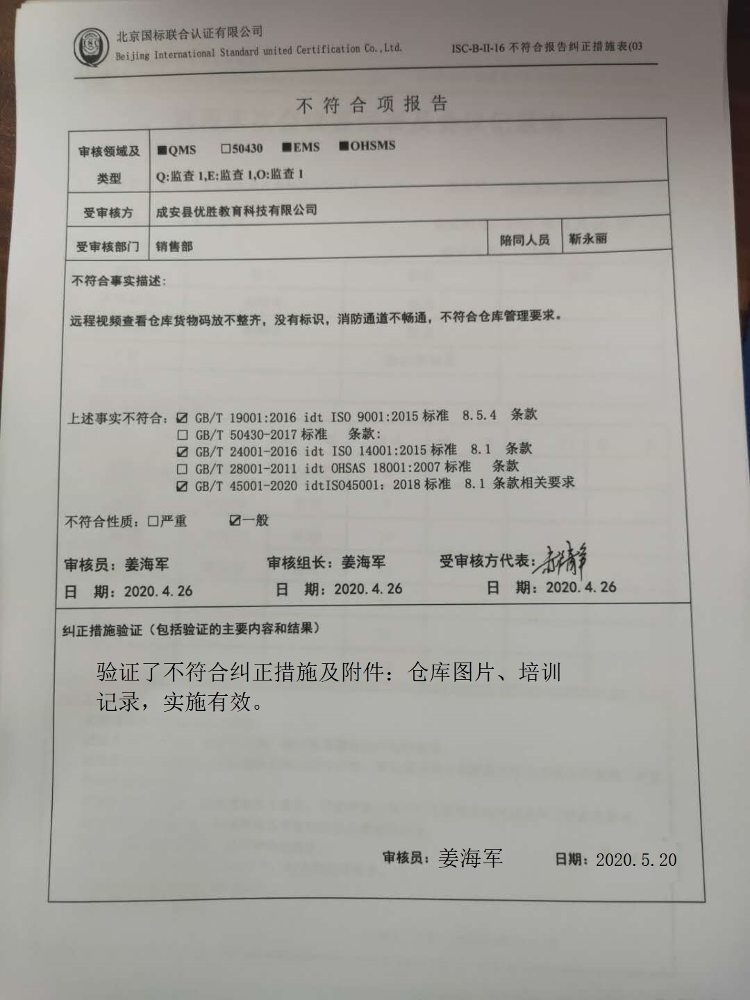 北京国标联合认证有限公司
Beijing International Standard united Certification Co.,Ltd.
ISC-B-II-16 不符合报告纠正措施表(03
ISC
不符合项报告
审核领域及类型
■QMS □50430 ■EMS ■OHSMS
Q:监查 1,E:监查 1,O:监查 1
受审核方 成安县优胜教育科技有限公司
受审核部门 销售部 陪同人员 靳永丽
不符合事实描述:
远程视频查看仓库货物码放不整齐，没有标识，消防通道不畅通，不符合仓库管理要求。
上述事实不符合: ☑ GB/T 19001:2016 idt ISO 9001:2015 标准 8.5.4 条款
□ GB/T 50430-2017 标准 条款:
☑ GB/T 24001-2016 idt ISO 14001:2015 标准 8.1 条款
□ GB/T 28001-2011 idt OHSAS 18001:2007 标准 条款
☑ GB/T 45001-2020 idtISO45001: 2018 标准 8.1 条款相关要求
不符合性质: □严重 ☑一般
审核员: 姜海军 审核组长: 姜海军 受审核方代表:
日 期: 2020.4.26 日 期: 2020.4.26 日 期: 2020.4.26
纠正措施验证（包括验证的主要内容和结果）
验证了不符合纠正措施及附件：仓库图片、培训
记录，实施有效。
审核员: 姜海军 日期: 2020.5.20